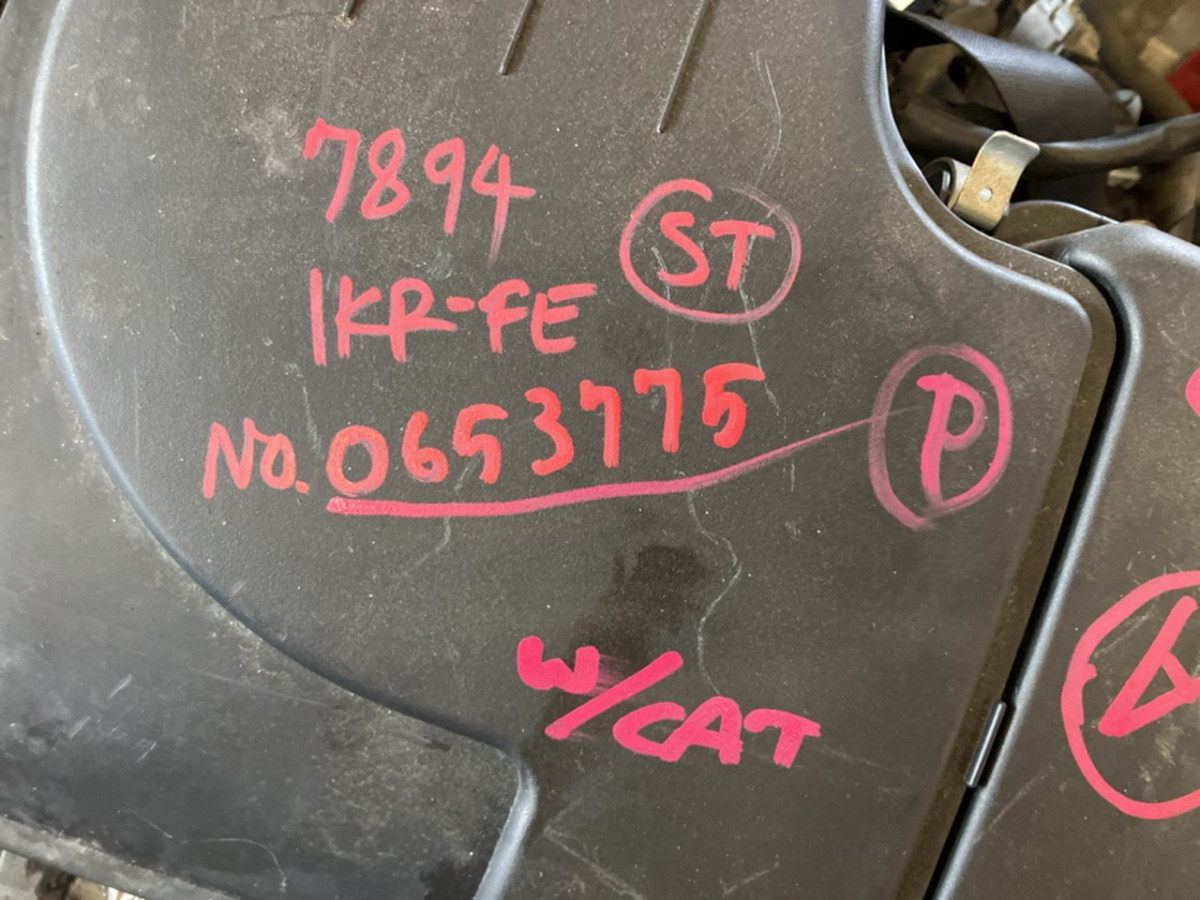 7894
ST
1KR-FE
No. 0653775
P
W/CAT
A